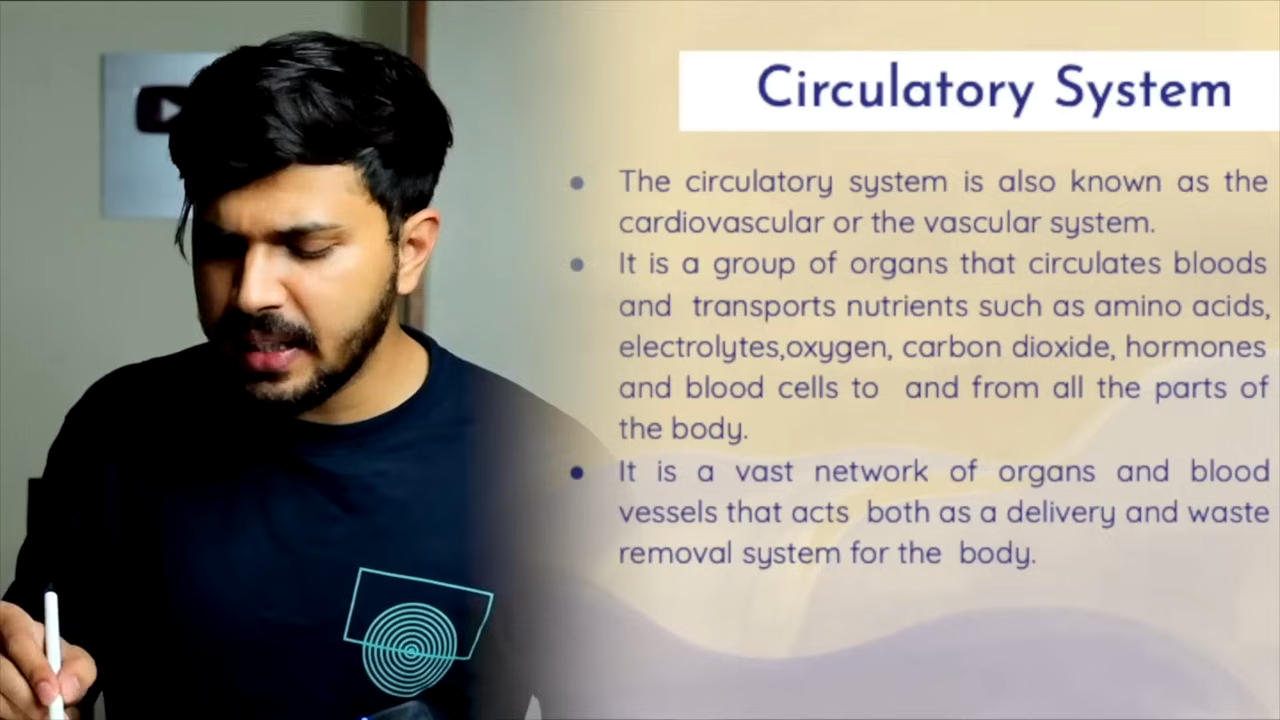 Circulatory System
• The circulatory system is also known as the
cardiovascular or the vascular system.
• It is a group of organs that circulates bloods
and transports nutrients such as amino acids,
electrolytes,oxygen, carbon dioxide, hormones
and blood cells to and from all the parts of
the body.
• It is a vast network of organs and blood
vessels that acts both as a delivery and waste
removal system for the body.